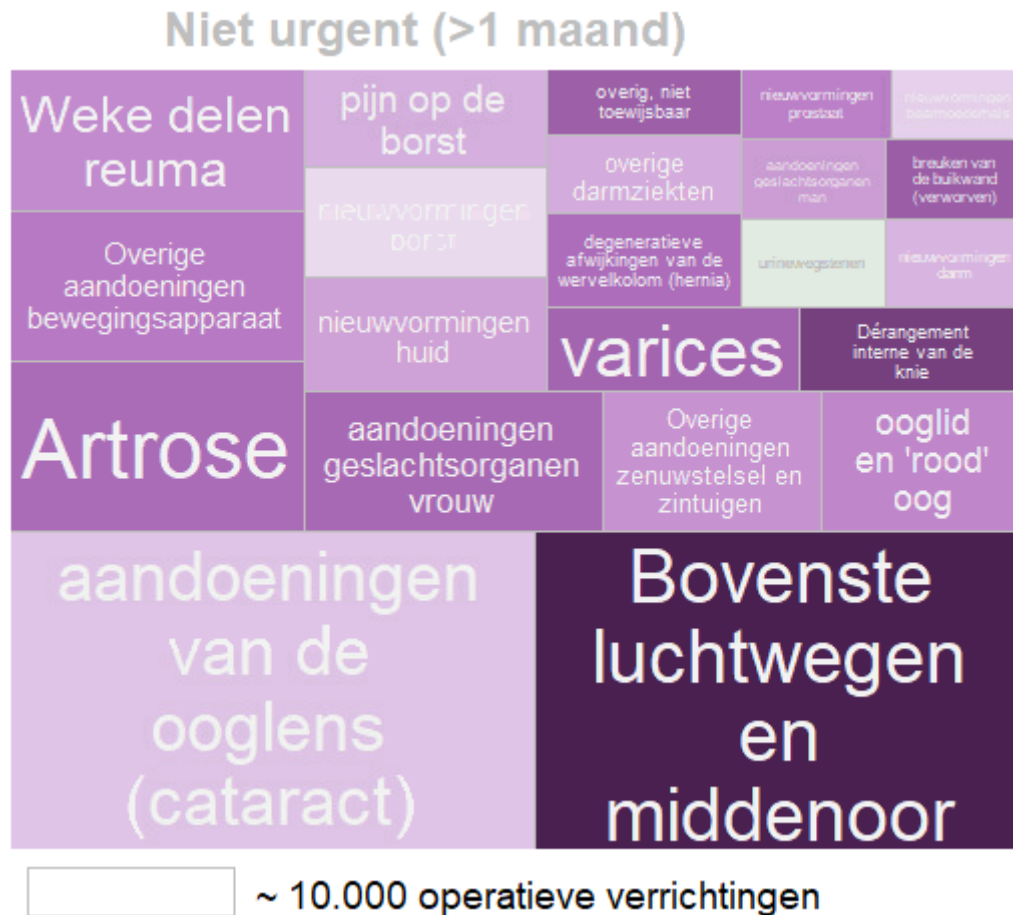 Niet urgent (>1 maand)
Weke delen
reuma
pijn op de
borst
overig, niet
toewijsbaar
nieuwvormingen
prostaat
nieuwvormingen
baarmoederhals
nieuwvormingen
borst
overige
darmziekten
aandoeningen
geslachtsorganen
man
breuken van
de buikwand
(verworven)
Overige
aandoeningen
bewegingsapparaat
degeneratieve
afwijkingen van de
wervelkolom (hernia)
urinewegstenen
nieuwvormingen
darm
nieuwvormingen
huid
varices
Dérangement
interne van de
knie
Artrose
aandoeningen
geslachtsorganen
vrouw
Overige
aandoeningen
zenuwstelsel en
zintuigen
ooglid
en 'rood'
oog
aandoeningen
van de
ooglens
(cataract)
Bovenste
luchtwegen
en
middenoor
~ 10.000 operatieve verrichtingen